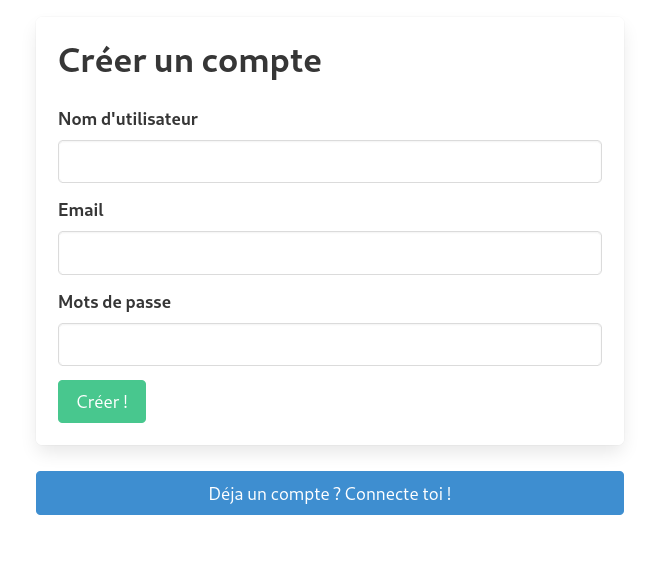 Créer un compte
Nom d'utilisateur
Email
Mots de passe
Créer !
Déja un compte ? Connecte toi !